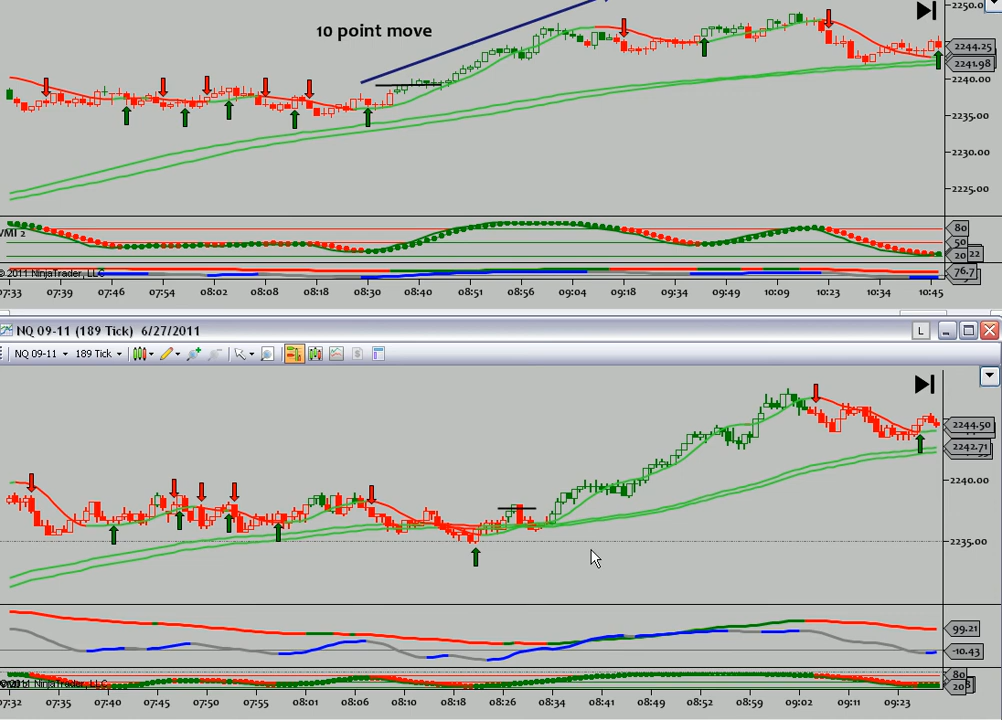 10 point move
2250.00
2244.25
2241.98
2240.00
2235.00
2230.00
2225.00
VMI 2
80
50
20 22
© 2011 NinjaTrader, LLC
76.7
07:33 07:39 07:46 07:54 08:02 08:08 08:18 08:30 08:40 08:51 08:56 09:04 09:18 09:34 09:49 10:09 10:23 10:34 10:45
NQ 09-11 (189 Tick) 6/27/2011
L
NQ 09-11 189 Tick
$
2244.50
2242.71
2240.00
2235.00
99.21
-10.43
NinjaTrader, LLC
80
20
07:32 07:35 07:40 07:50 07:55 08:01 08:06 08:10 08:18 08:26 08:34 08:41 08:49 08:52 08:59 09:02 09:11 09:23